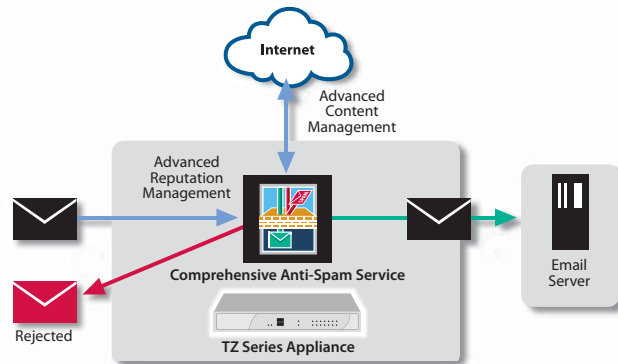 Internet
Advanced
Content
Management
Advanced
Reputation
Management
Comprehensive Anti-Spam Service
Email
Server
Rejected
TZ Series Appliance